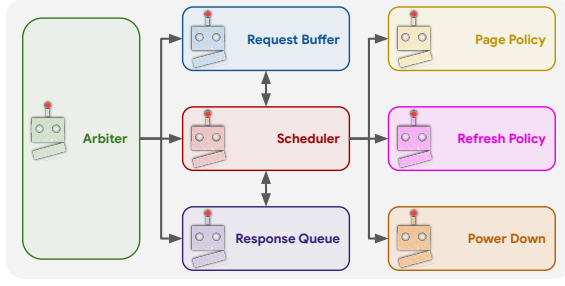 Arbiter
Request Buffer
Scheduler
Response Queue
Page Policy
Refresh Policy
Power Down